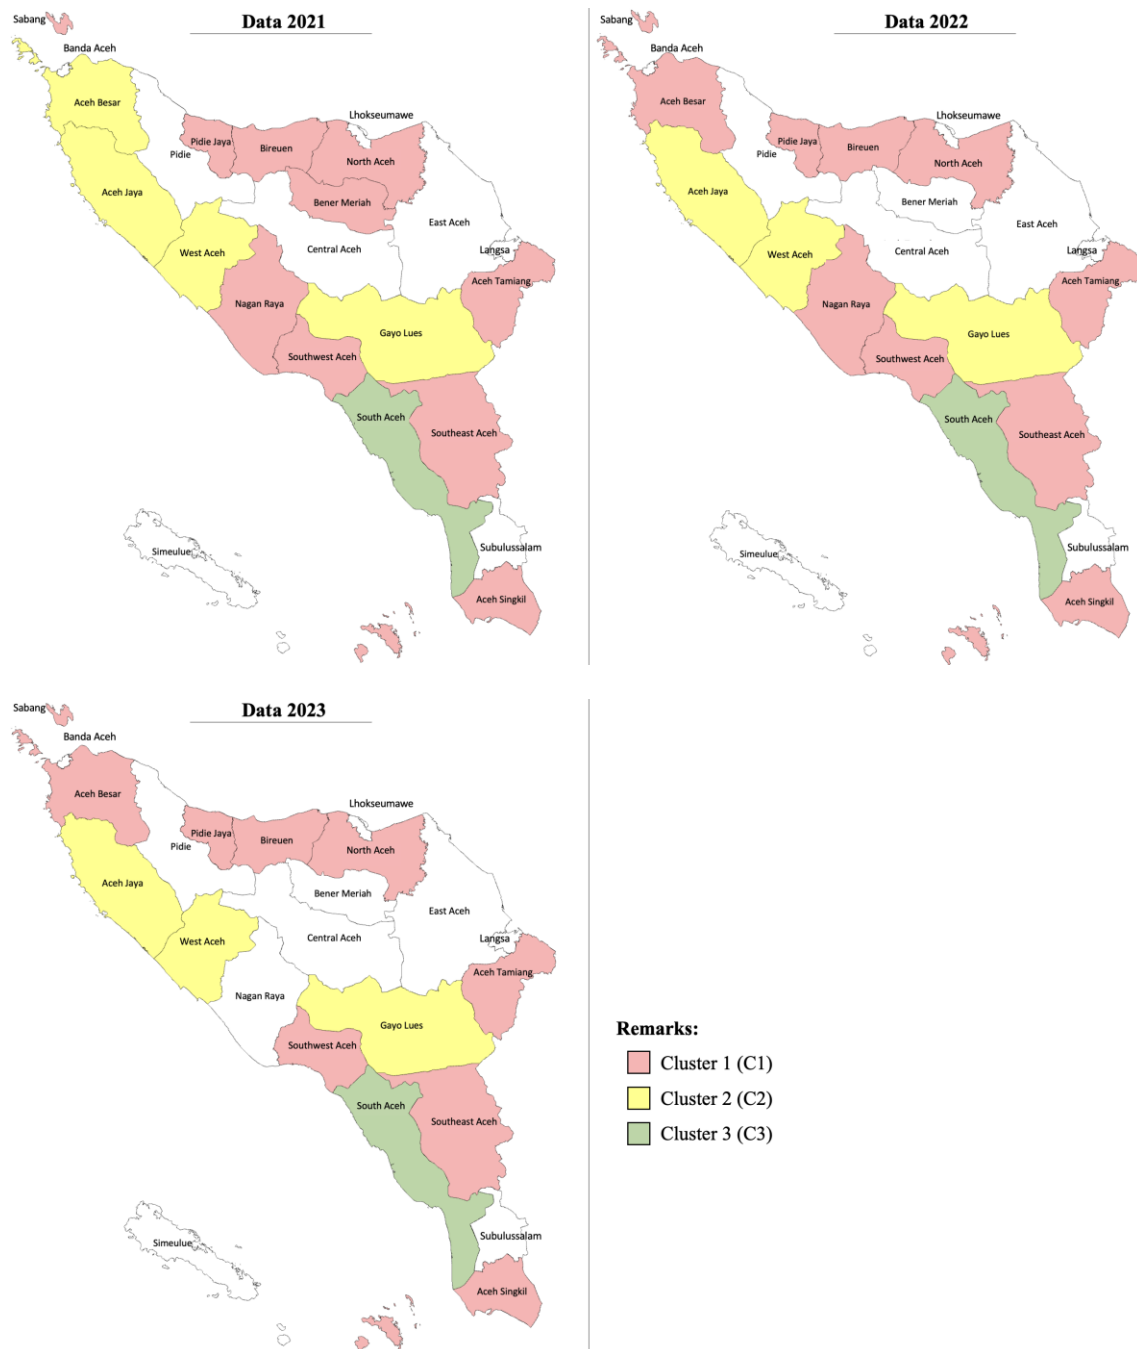 Data 2021
Sabang
Banda Aceh
Aceh Besar
Lhokseumawe
Pidie Jaya
Bireuen
Pidie
North Aceh
Aceh Jaya
Bener Meriah
East Aceh
West Aceh
Central Aceh
Langsa
Aceh Tamiang
Nagan Raya
Gayo Lues
Southwest Aceh
South Aceh
Southeast Aceh
Simeulue
Subulussalam
Aceh Singkil
Data 2022
Sabang
Banda Aceh
Aceh Besar
Lhokseumawe
Pidie Jaya
Bireuen
Pidie
North Aceh
Aceh Jaya
Bener Meriah
East Aceh
West Aceh
Central Aceh
Langsa
Aceh Tamiang
Nagan Raya
Gayo Lues
Southwest Aceh
South Aceh
Southeast Aceh
Simeulue
Subulussalam
Aceh Singkil
Data 2023
Sabang
Banda Aceh
Aceh Besar
Lhokseumawe
Pidie Jaya
Bireuen
Pidie
North Aceh
Aceh Jaya
Bener Meriah
East Aceh
West Aceh
Central Aceh
Langsa
Aceh Tamiang
Nagan Raya
Gayo Lues
Southwest Aceh
South Aceh
Southeast Aceh
Simeulue
Subulussalam
Aceh Singkil
Remarks:
Cluster 1 (C1)
Cluster 2 (C2)
Cluster 3 (C3)